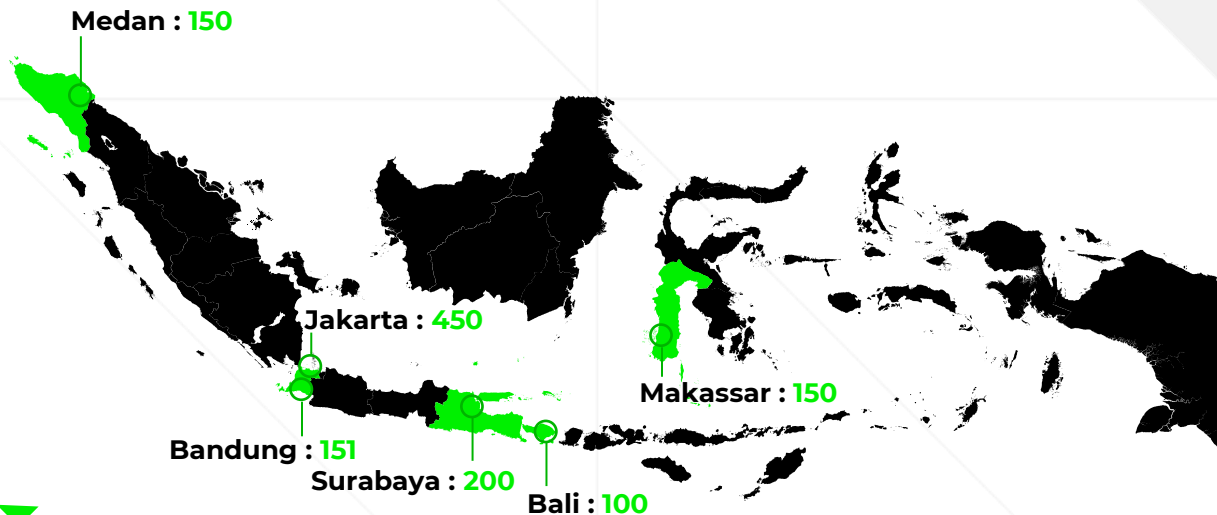 Medan : 150
Jakarta : 450
Makassar : 150
Bandung : 151
Surabaya : 200
Bali : 100